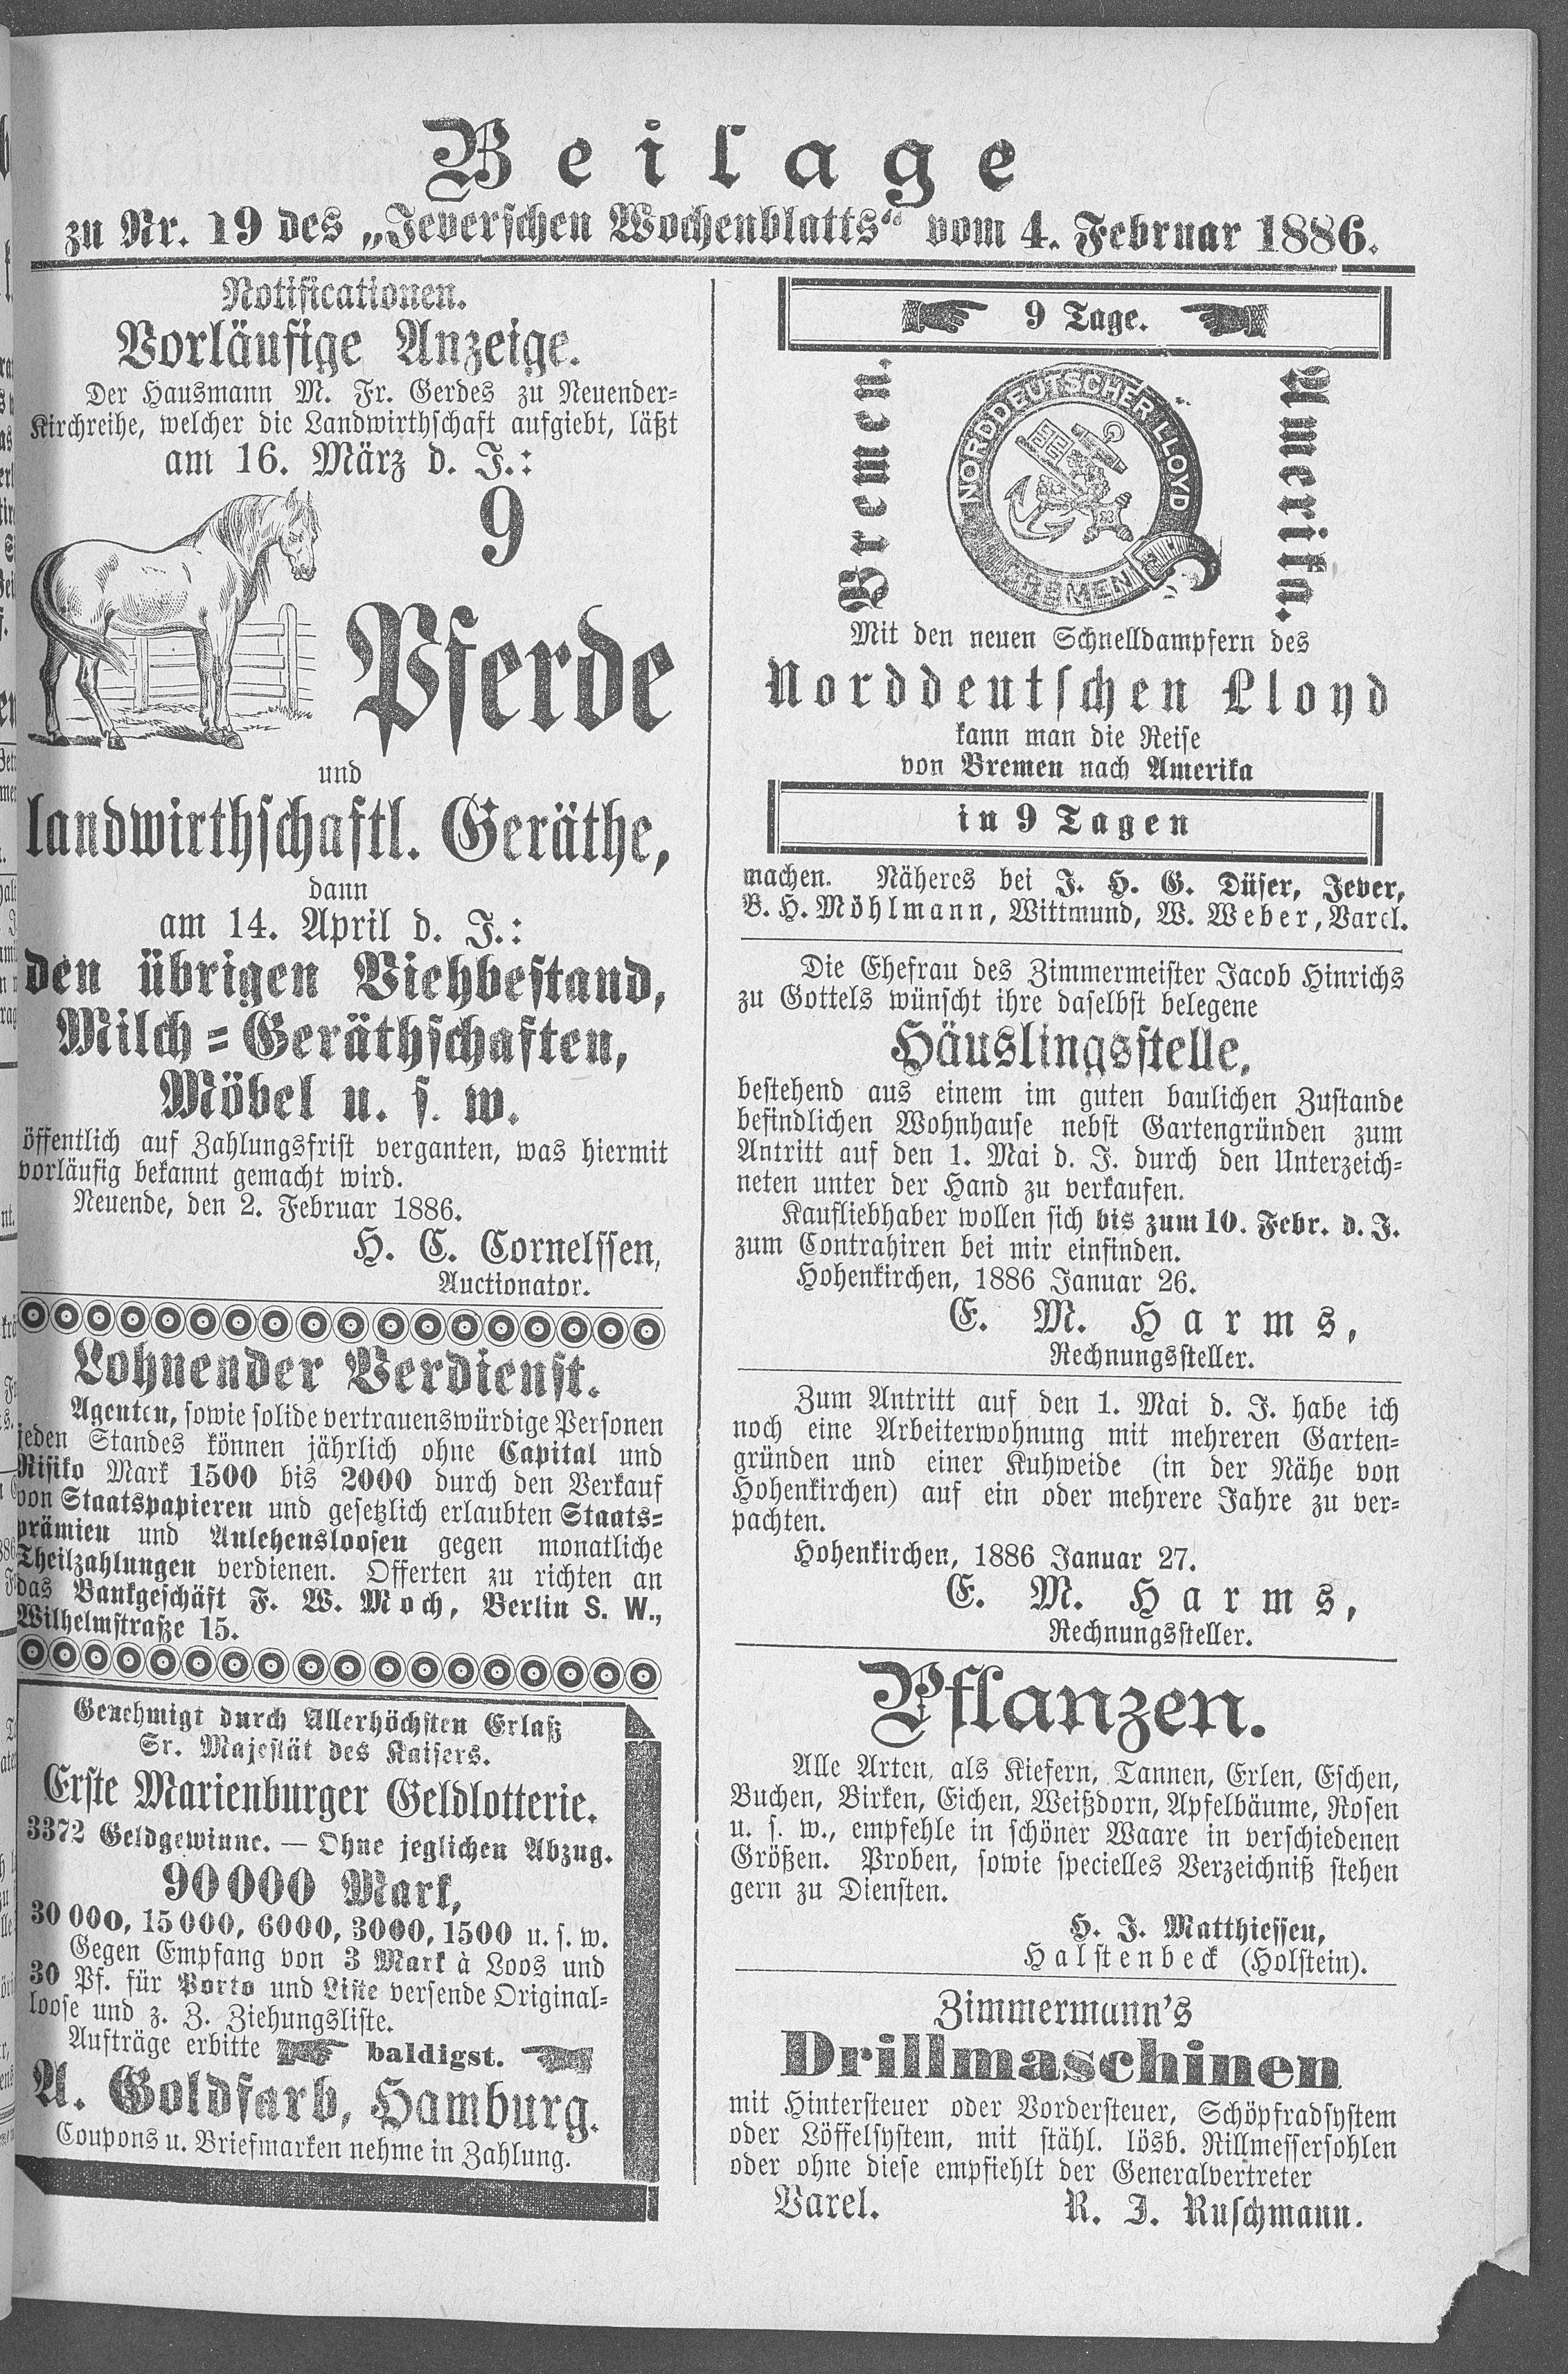 Beilage
zu Nr. 19 des „Jeverschen Wochenblatts“ vom 4. Februar 1886.
Notificationen.
Vorläufige Anzeige.
Der Hausmann M. Fr. Gerdes zu Neuender-
Kirchreihe, welcher die Landwirthschaft aufgiebt, läßt
am 16. März d. J.:
9
Pferde
und
landwirthschaftl. Geräthe,
dann
am 14. April d. J.:
den übrigen Viehbestand,
Milch-Geräthschaften,
Möbel u. s. w.
öffentlich auf Zahlungsfrist verganten, was hiermit
vorläufig bekannt gemacht wird.
Neuende, den 2. Februar 1886.
H. C. Cornelssen,
Auctionator.
Lohnender Verdienst.
Agenten, sowie solide vertrauenswürdige Personen
jeden Standes können jährlich ohne Capital und
Risiko Mark 1500 bis 2000 durch den Verkauf
von Staatspapieren und gesetzlich erlaubten Staats-
prämien und Anlehensloosen gegen monatliche
Theilzahlungen verdienen. Offerten zu richten an
das Bankgeschäft F. W. Moch, Berlin S. W.,
Wilhelmstraße 15.
Genehmigt durch Allerhöchsten Erlaß
Sr. Majestät des Kaisers.
Erste Marienburger Geldlotterie.
3372 Geldgewinne. — Ohne jeglichen Abzug.
90000 Mark,
30 000, 15000, 6000, 3000, 1500 u. s. w.
Gegen Empfang von 3 Mark à Loos und
30 Pf. für Porto und Liste versende Original-
loose und z. Z. Ziehungsliste.
Aufträge erbitte baldigst.
A. Goldfarb, Hamburg.
Coupons u. Briefmarken nehme in Zahlung.
9 Tage.
Bremen.
NORDDEUTSCHER LLOYD
BREMEN
Amerika.
Mit den neuen Schnelldampfern des
Norddeutschen Lloyd
kann man die Reise
von Bremen nach Amerika
in 9 Tagen
machen. Näheres bei J. H. G. Düser, Jever,
B. H. Möhlmann, Wittmund, W. Weber, Varel.
Die Ehefrau des Zimmermeister Jacob Hinrichs
zu Gottels wünscht ihre daselbst belegene
Häuslingsstelle,
bestehend aus einem im guten baulichen Zustande
befindlichen Wohnhause nebst Gartengründen zum
Antritt auf den 1. Mai d. J. durch den Unterzeich-
neten unter der Hand zu verkaufen.
Kaufliebhaber wollen sich bis zum 10. Febr. d. J.
zum Contrahiren bei mir einfinden.
Hohenkirchen, 1886 Januar 26.
E. M. Harms,
Rechnungssteller.
Zum Antritt auf den 1. Mai d. J. habe ich
noch eine Arbeiterwohnung mit mehreren Garten-
gründen und einer Kuhweide (in der Nähe von
Hohenkirchen) auf ein oder mehrere Jahre zu ver-
pachten.
Hohenkirchen, 1886 Januar 27.
E. M. Harms,
Rechnungssteller.
Pflanzen.
Alle Arten, als Kiefern, Tannen, Erlen, Eschen,
Buchen, Birken, Eichen, Weißdorn, Apfelbäume, Rosen
u. s. w., empfehle in schöner Waare in verschiedenen
Größen. Proben, sowie specielles Verzeichniß stehen
gern zu Diensten.
H. J. Matthiessen,
Halstenbeck (Holstein).
Zimmermann's
Drillmaschinen
mit Hintersteuer oder Vordersteuer, Schöpfradsystem
oder Löffelsystem, mit stähl. lösb. Rillmessersohlen
oder ohne diese empfiehlt der Generalvertreter
Varel. R. J. Ruschmann.